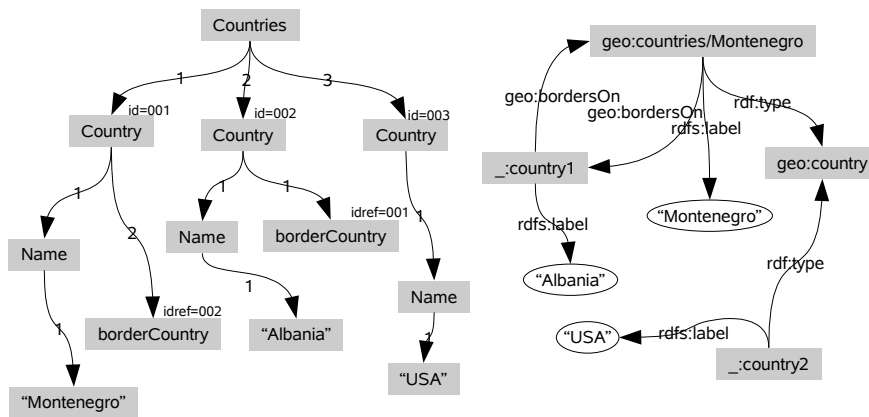 Countries
1
2
3
id=001
id=002
id=003
Country
Country
Country
1
2
1
1
1
idref=001
Name
Name
borderCountry
1
1
Name
idref=002
borderCountry
“Albania”
1
“Montenegro”
“USA”
geo:countries/Montenegro
geo:bordersOn
geo:bordersOn
rdfs:label
rdf:type
_:country1
geo:country
“Montenegro”
rdfs:label
“Albania”
rdf:type
“USA”
rdfs:label
_:country2